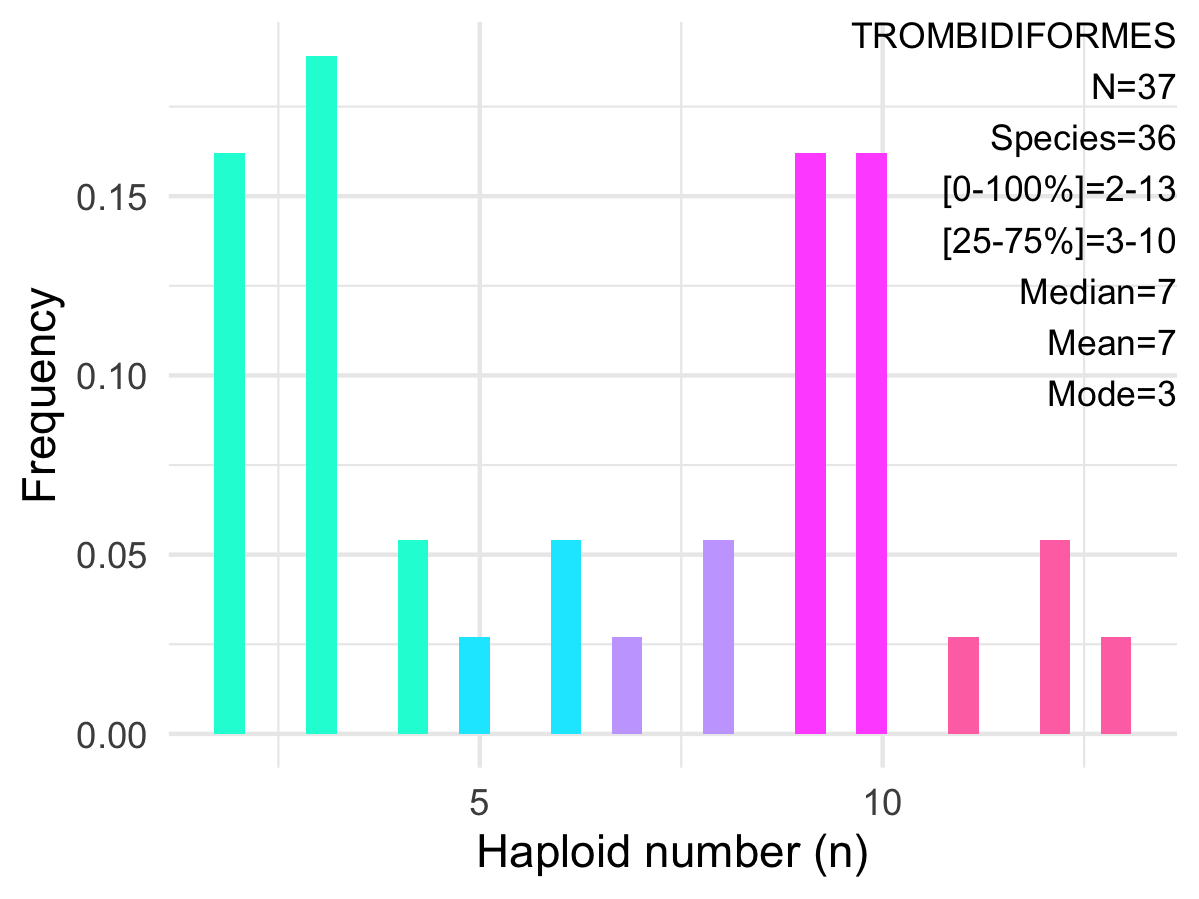 TROMBIDIFORMES
N=37
Species=36
[0-100%]=2-13
[25-75%]=3-10
Median=7
Mean=7
Mode=3
Frequency
0.15
0.10
0.05
0.00
5 10
Haploid number (n)